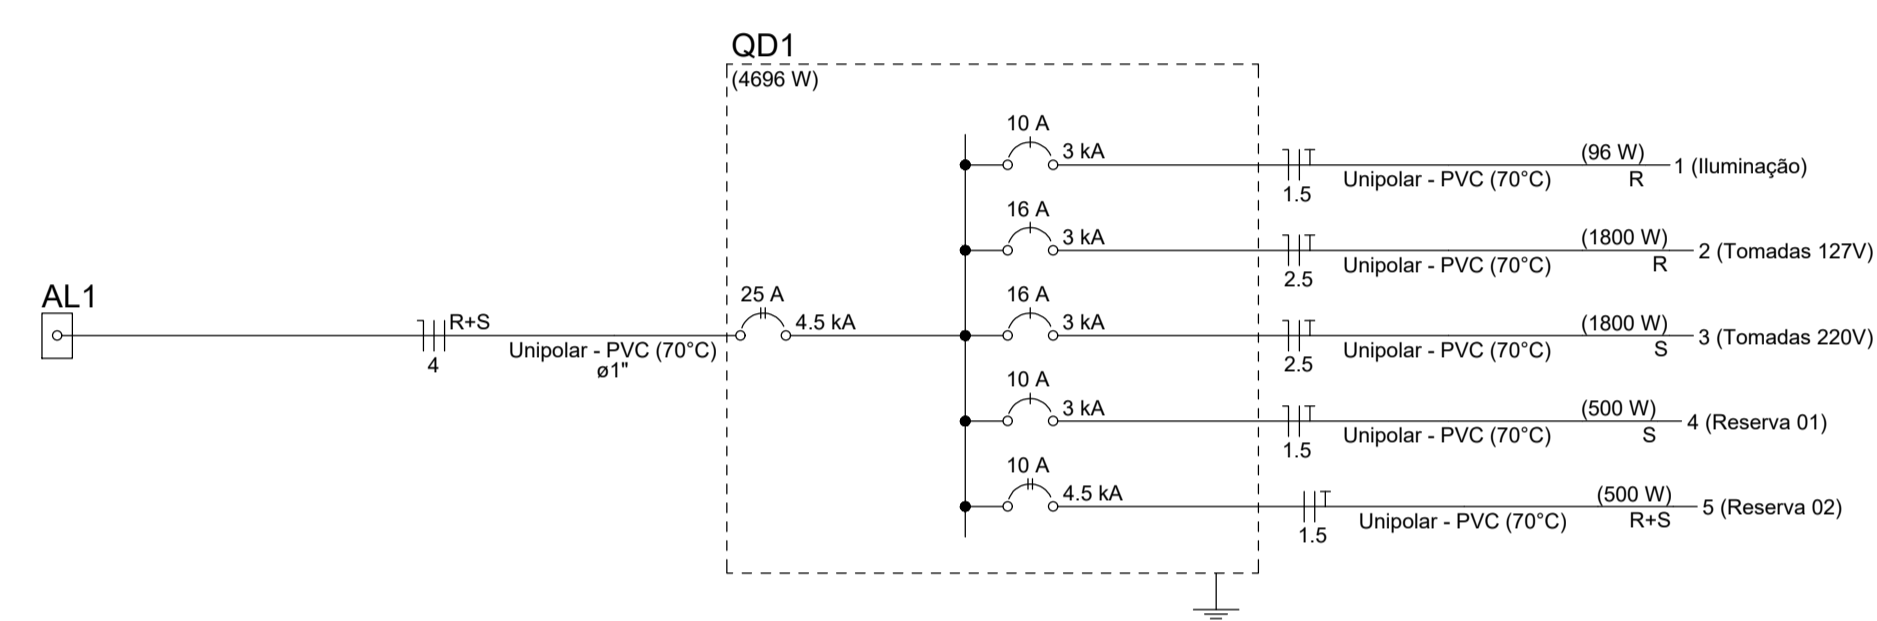 QD1
(4696 W)
10 A
3 kA
(96 W)
1 (Iluminação)
1.5
Unipolar - PVC (70°C)
R
16 A
3 kA
(1800 W)
2 (Tomadas 127V)
2.5
Unipolar - PVC (70°C)
R
AL1
R+S
4
Unipolar - PVC (70°C)
ø1"
25 A
4.5 kA
16 A
3 kA
(1800 W)
3 (Tomadas 220V)
2.5
Unipolar - PVC (70°C)
S
10 A
3 kA
(500 W)
4 (Reserva 01)
1.5
Unipolar - PVC (70°C)
S
10 A
4.5 kA
(500 W)
5 (Reserva 02)
1.5
Unipolar - PVC (70°C)
R+S